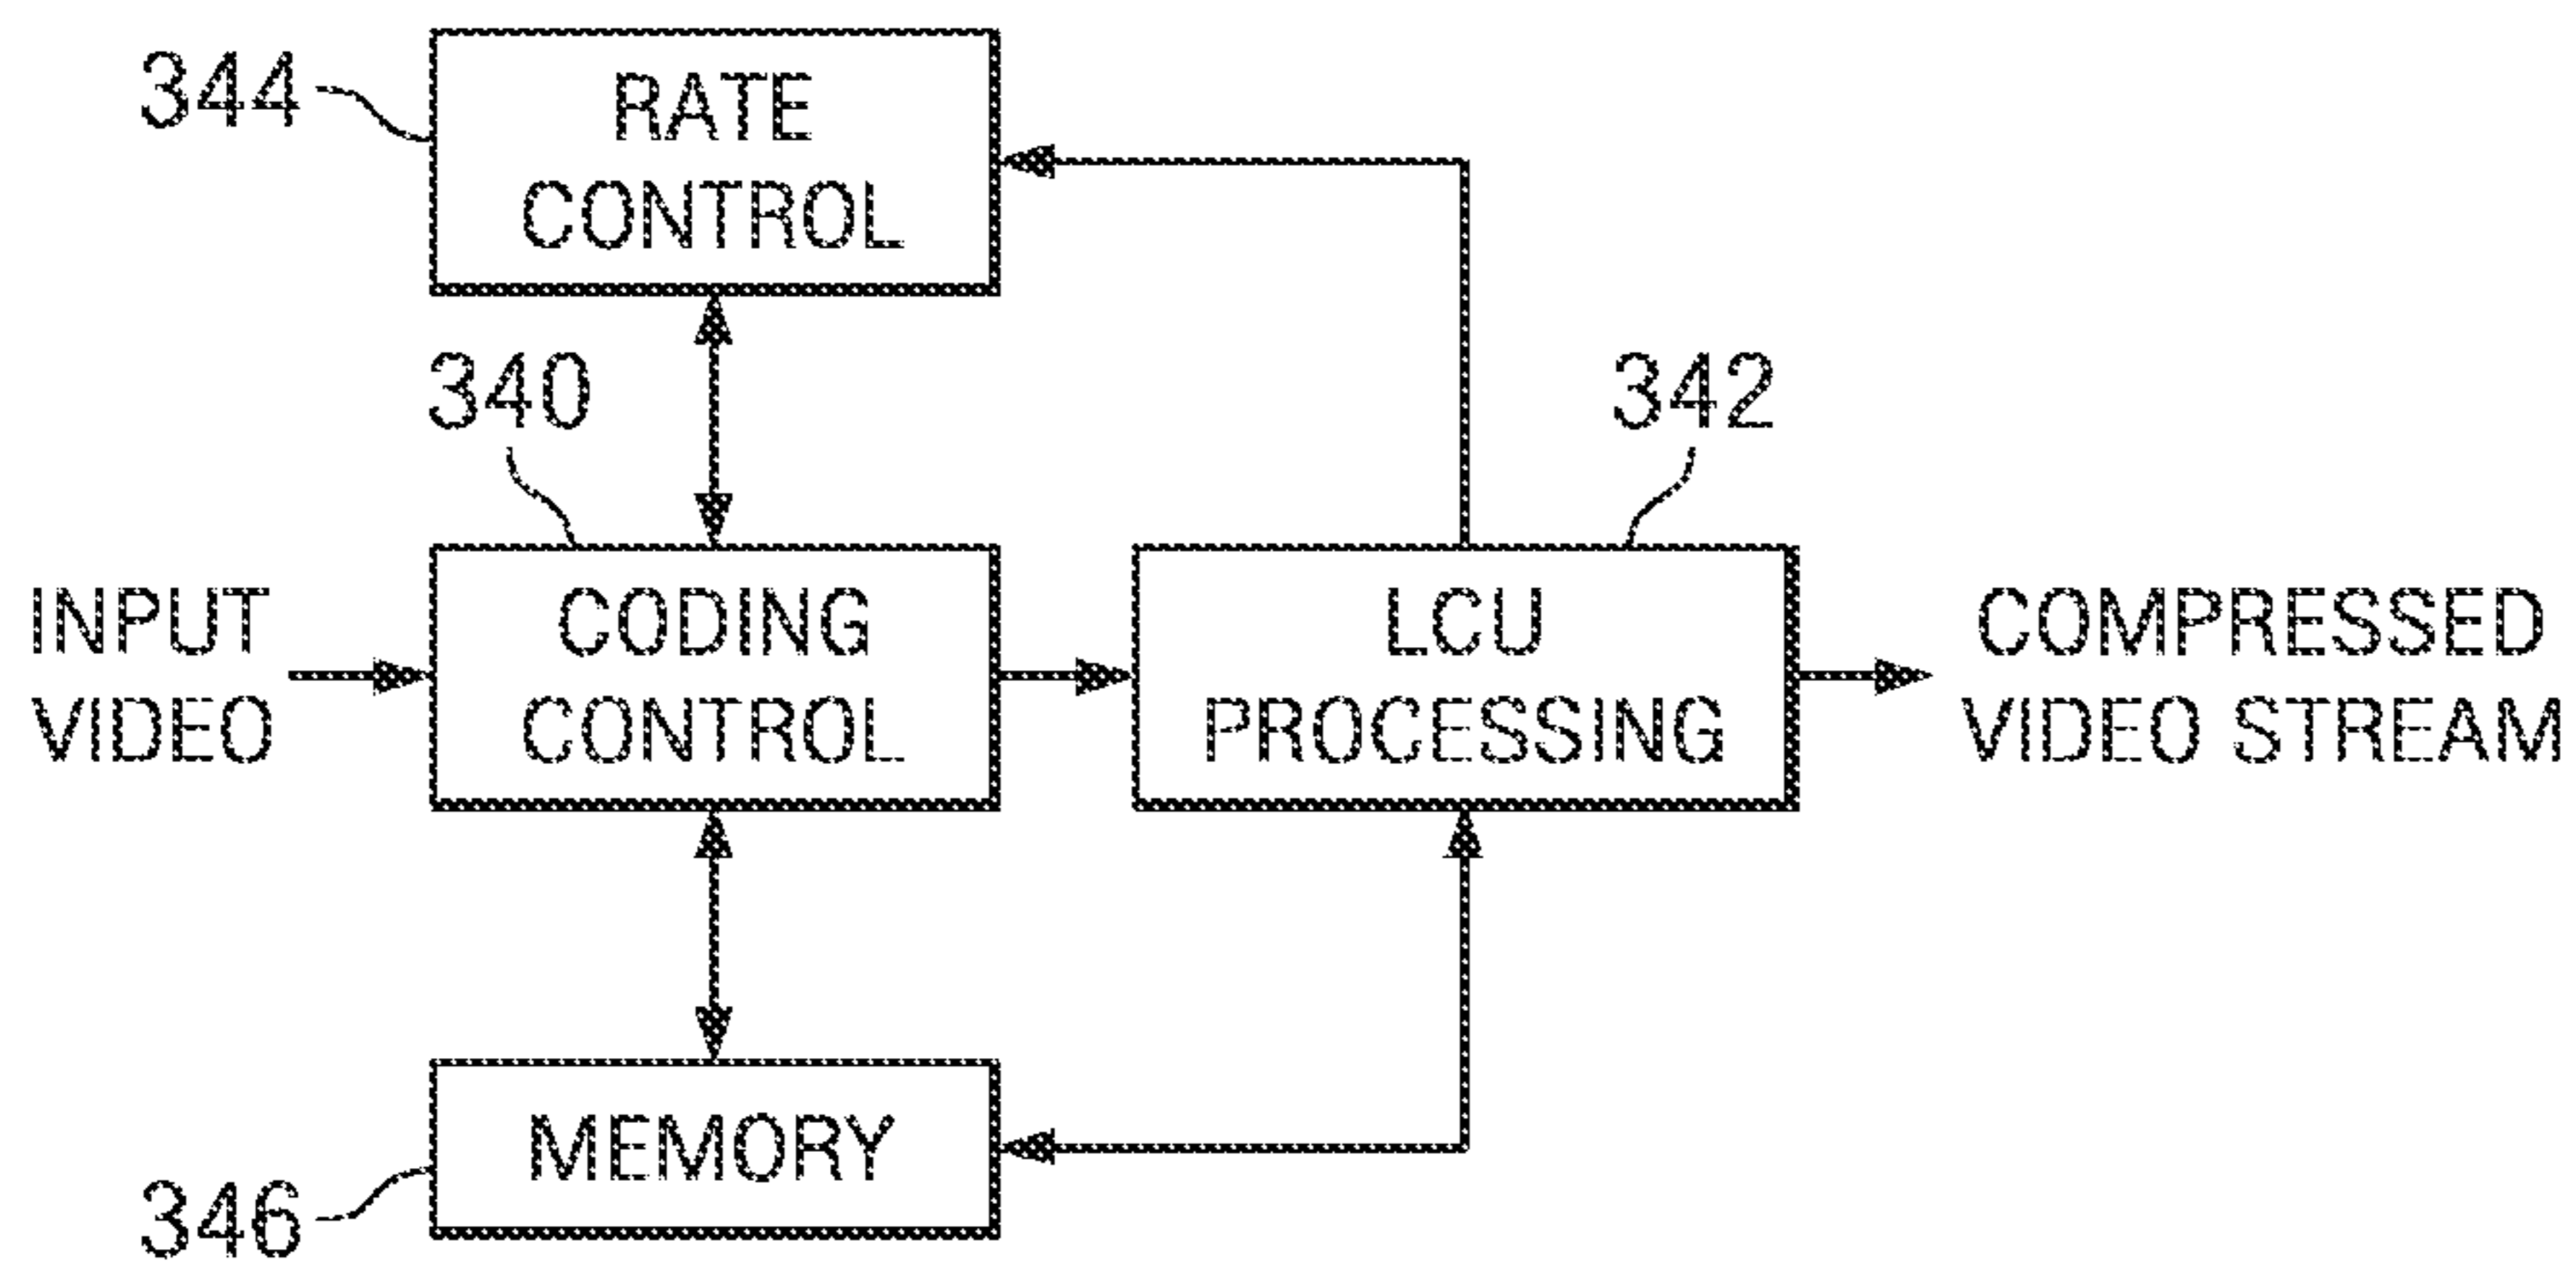 344
RATE
CONTROL
340
342
INPUT
VIDEO
CODING
CONTROL
LCU
PROCESSING
COMPRESSED
VIDEO STREAM
MEMORY
346